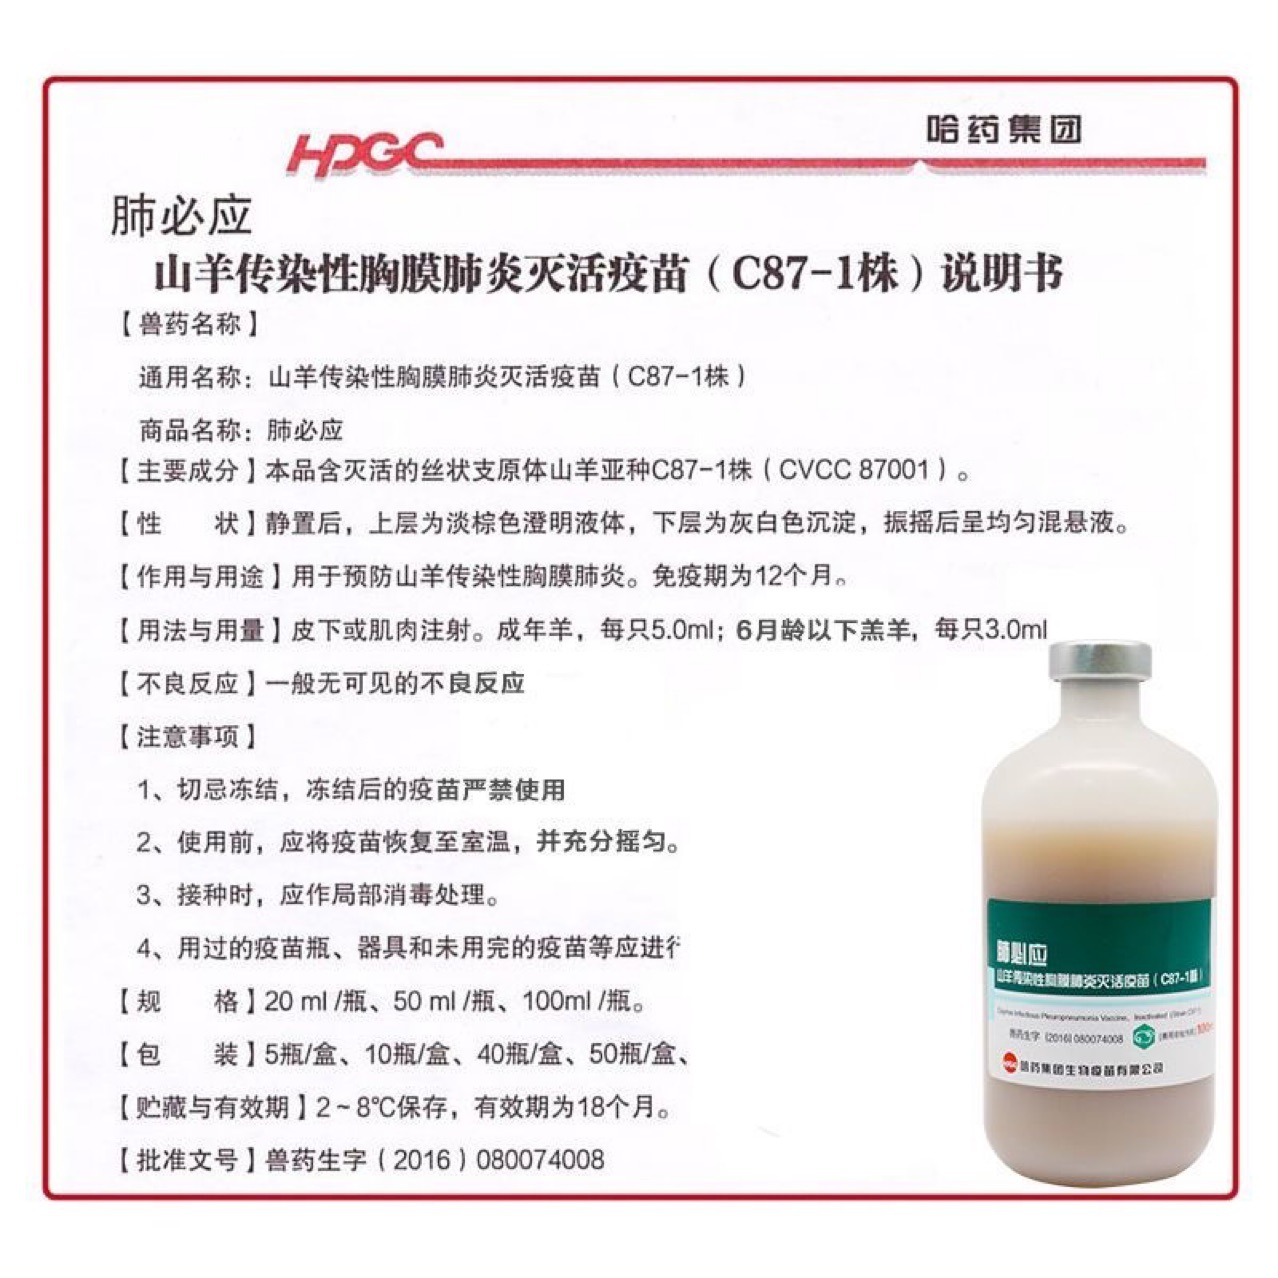 HPGC
哈药集团
肺必应
山羊传染性胸膜肺炎灭活疫苗（C87-1株）说明书
【兽药名称】
通用名称：山羊传染性胸膜肺炎灭活疫苗（C87-1株）
商品名称：肺必应
【主要成分】本品含灭活的丝状支原体山羊亚种C87-1株（CVCC 87001）。
【性 状】静置后，上层为淡棕色澄明液体，下层为灰白色沉淀，振摇后呈均匀混悬液。
【作用与用途】用于预防山羊传染性胸膜肺炎。免疫期为12个月。
【用法与用量】皮下或肌肉注射。成年羊，每只5.0ml；6月龄以下羔羊，每只3.0ml
【不良反应】一般无可见的不良反应
【注意事项】
1、切忌冻结，冻结后的疫苗严禁使用
2、使用前，应将疫苗恢复至室温，并充分摇匀。
3、接种时，应作局部消毒处理。
4、用过的疫苗瓶、器具和未用完的疫苗等应进行
【规 格】20 ml /瓶、50 ml /瓶、100ml /瓶。
【包 装】5瓶/盒、10瓶/盒、40瓶/盒、50瓶/盒、
【贮藏与有效期】2～8℃保存，有效期为18个月。
【批准文号】兽药生字（2016）080074008
肺必应
山羊传染性胸膜肺炎灭活疫苗（C87-1株）
Caprine Infectious Pleuropneumonia Vaccine, Inactivated (Strain C87-1)
兽药生字 (2016) 080074008
100m
哈药集团生物疫苗有限公司